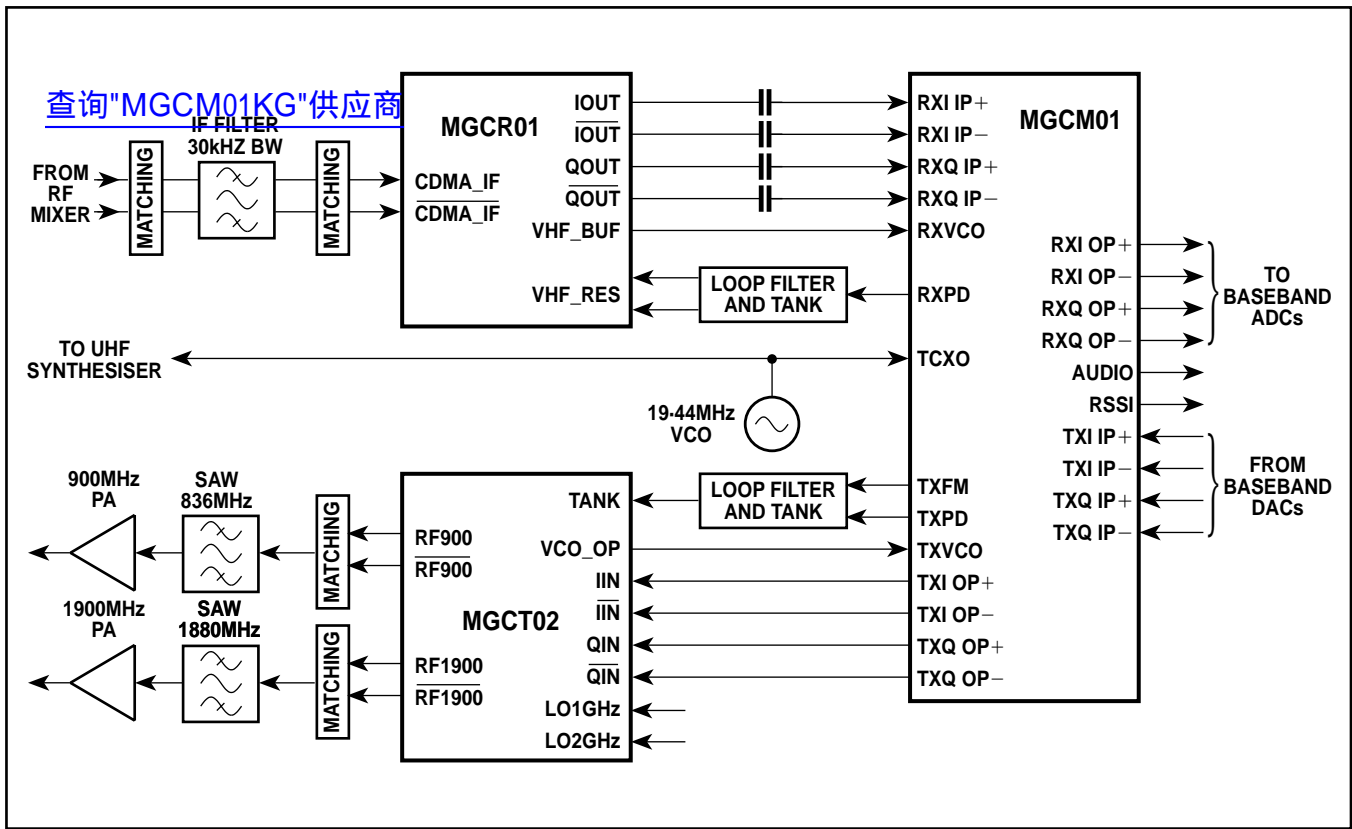 查询"MGCM01KG"供应商
IF FILTER
30kHZ BW
FROM
RF
MIXER
MATCHING
MATCHING
MGCR01
CDMA_IF
CDMA_IF
IOUT
IOUT
QOUT
QOUT
VHF_BUF
VHF_RES
LOOP FILTER
AND TANK
MGCM01
RXI IP+
RXI IP−
RXQ IP+
RXQ IP−
RXVCO
RXPD
TCXO
RXI OP+
RXI OP−
RXQ OP+
RXQ OP−
TO
BASEBAND
ADCs
AUDIO
RSSI
TXI IP+
TXI IP−
TXQ IP+
TXQ IP−
FROM
BASEBAND
DACs
TO UHF
SYNTHESISER
19·44MHz
VCO
TXFM
TXPD
TXVCO
TXI OP+
TXI OP−
TXQ OP+
TXQ OP−
LOOP FILTER
AND TANK
900MHz
PA
SAW
836MHz
MATCHING
1900MHz
PA
SAW
1880MHz
MATCHING
MGCT02
RF900
RF900
RF1900
RF1900
TANK
VCO_OP
IIN
IIN
QIN
QIN
LO1GHz
LO2GHz